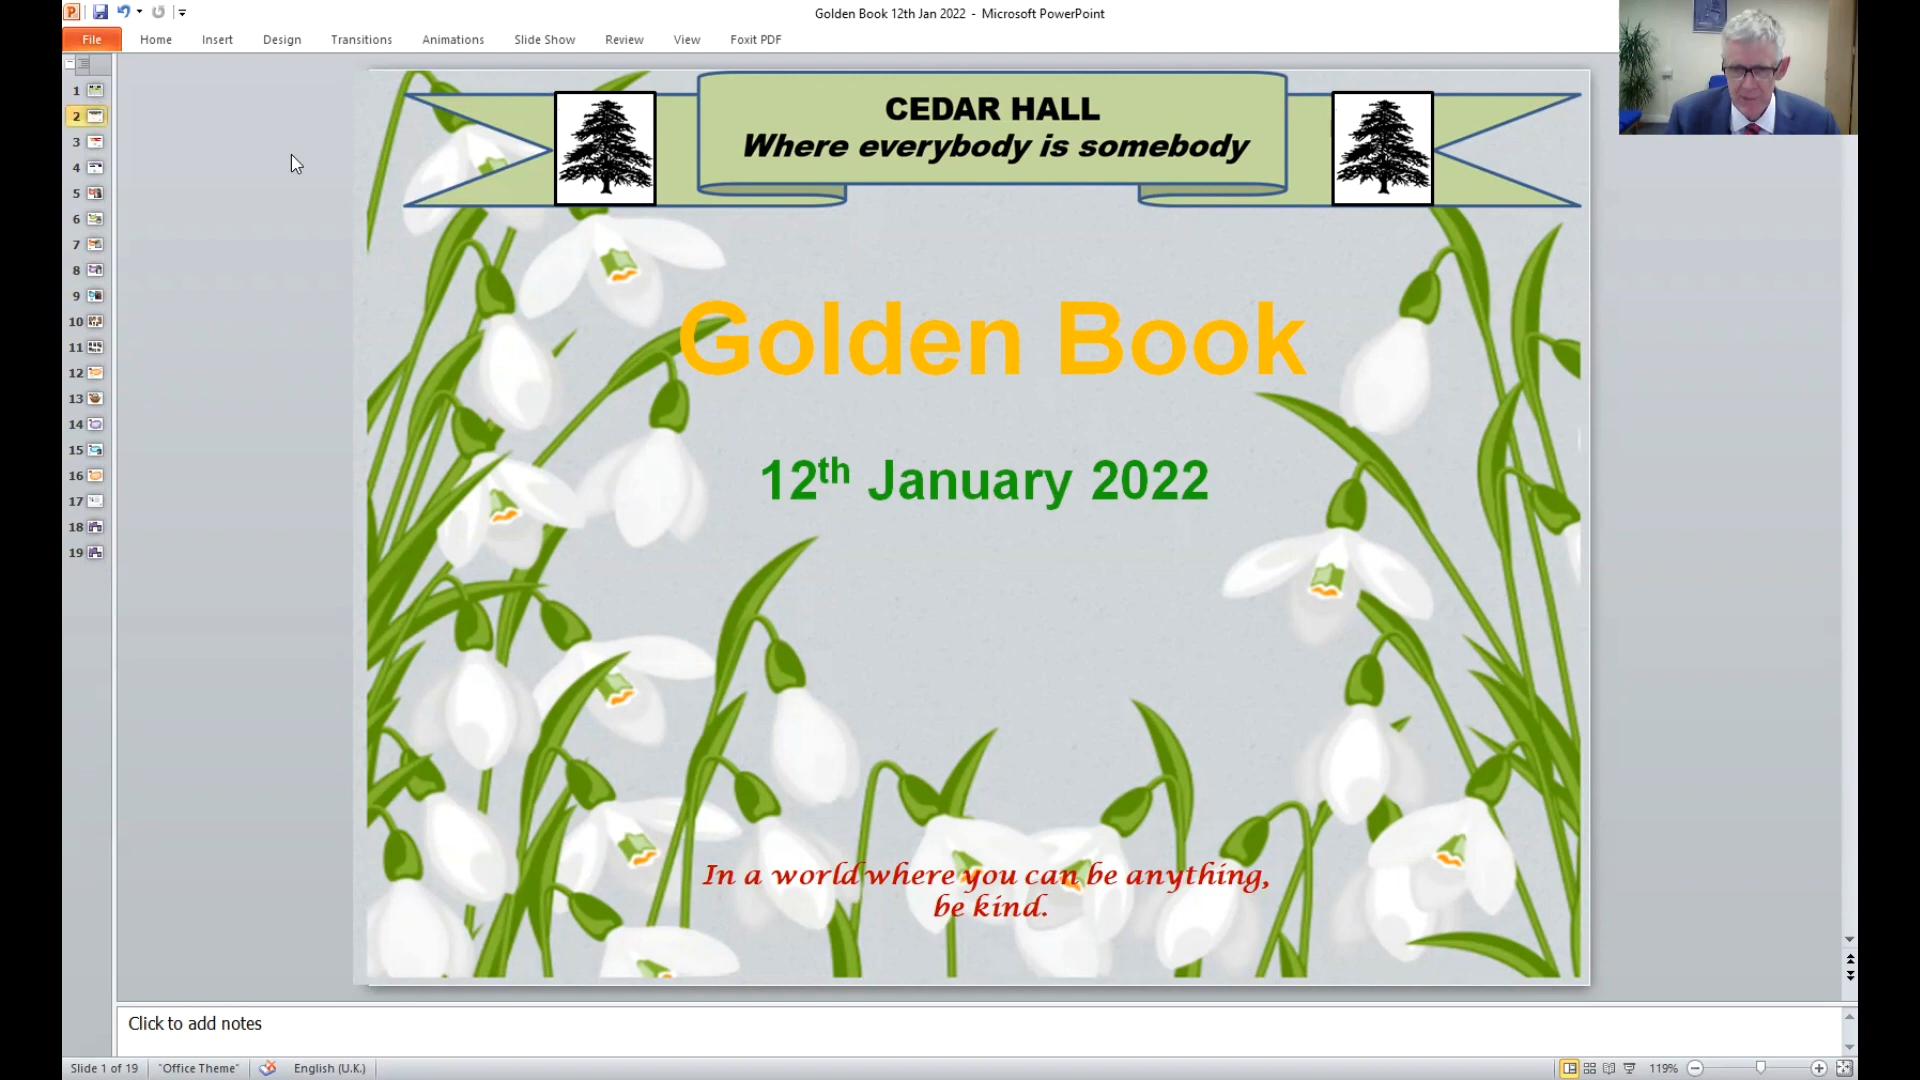 Golden Book 12th Jan 2022 - Microsoft PowerPoint
File Home Insert Design Transitions Animations Slide Show Review View Foxit PDF
1
2
3
4
5
6
7
8
9
10
11
12
13
14
15
16
17
18
19
CEDAR HALL
Where everybody is somebody
Golden Book
12th January 2022
In a world where you can be anything,
be kind.
Click to add notes
Slide 1 of 19 "Office Theme" English (U.K.) 119%